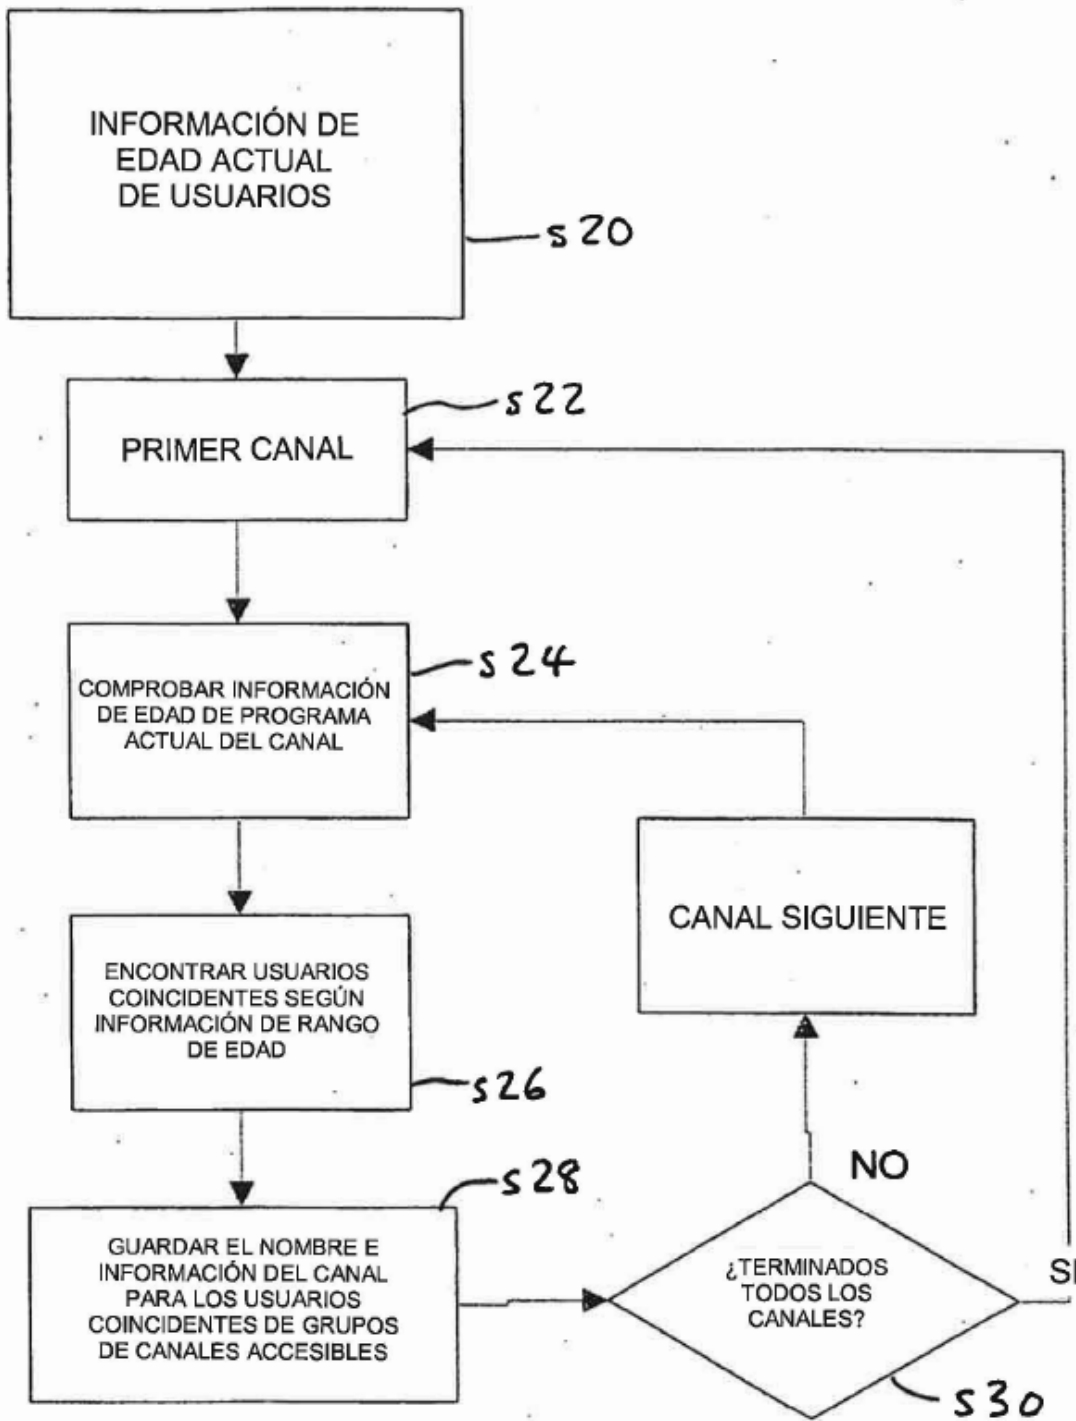 INFORMACIÓN DE
EDAD ACTUAL
DE USUARIOS
s20
s22
PRIMER CANAL
s24
COMPROBAR INFORMACIÓN
DE EDAD DE PROGRAMA
ACTUAL DEL CANAL
CANAL SIGUIENTE
ENCONTRAR USUARIOS
COINCIDENTES SEGÚN
INFORMACIÓN DE RANGO
DE EDAD
s26
NO
s28
GUARDAR EL NOMBRE E
INFORMACIÓN DEL CANAL
PARA LOS USUARIOS
COINCIDENTES DE GRUPOS
DE CANALES ACCESIBLES
¿TERMINADOS
TODOS LOS
CANALES?
SI
s30